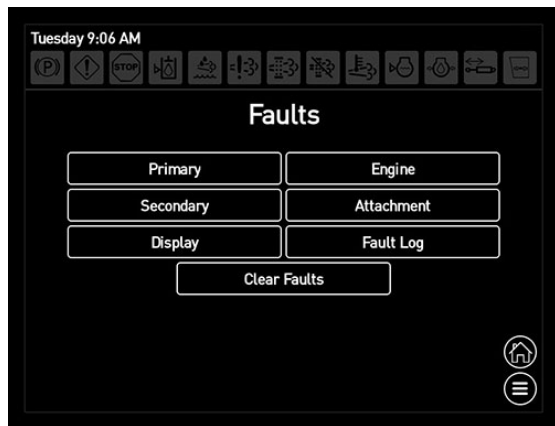 Tuesday 9:06 AM
(P) STOP
Faults
Primary Engine
Secondary Attachment
Display Fault Log
Clear Faults